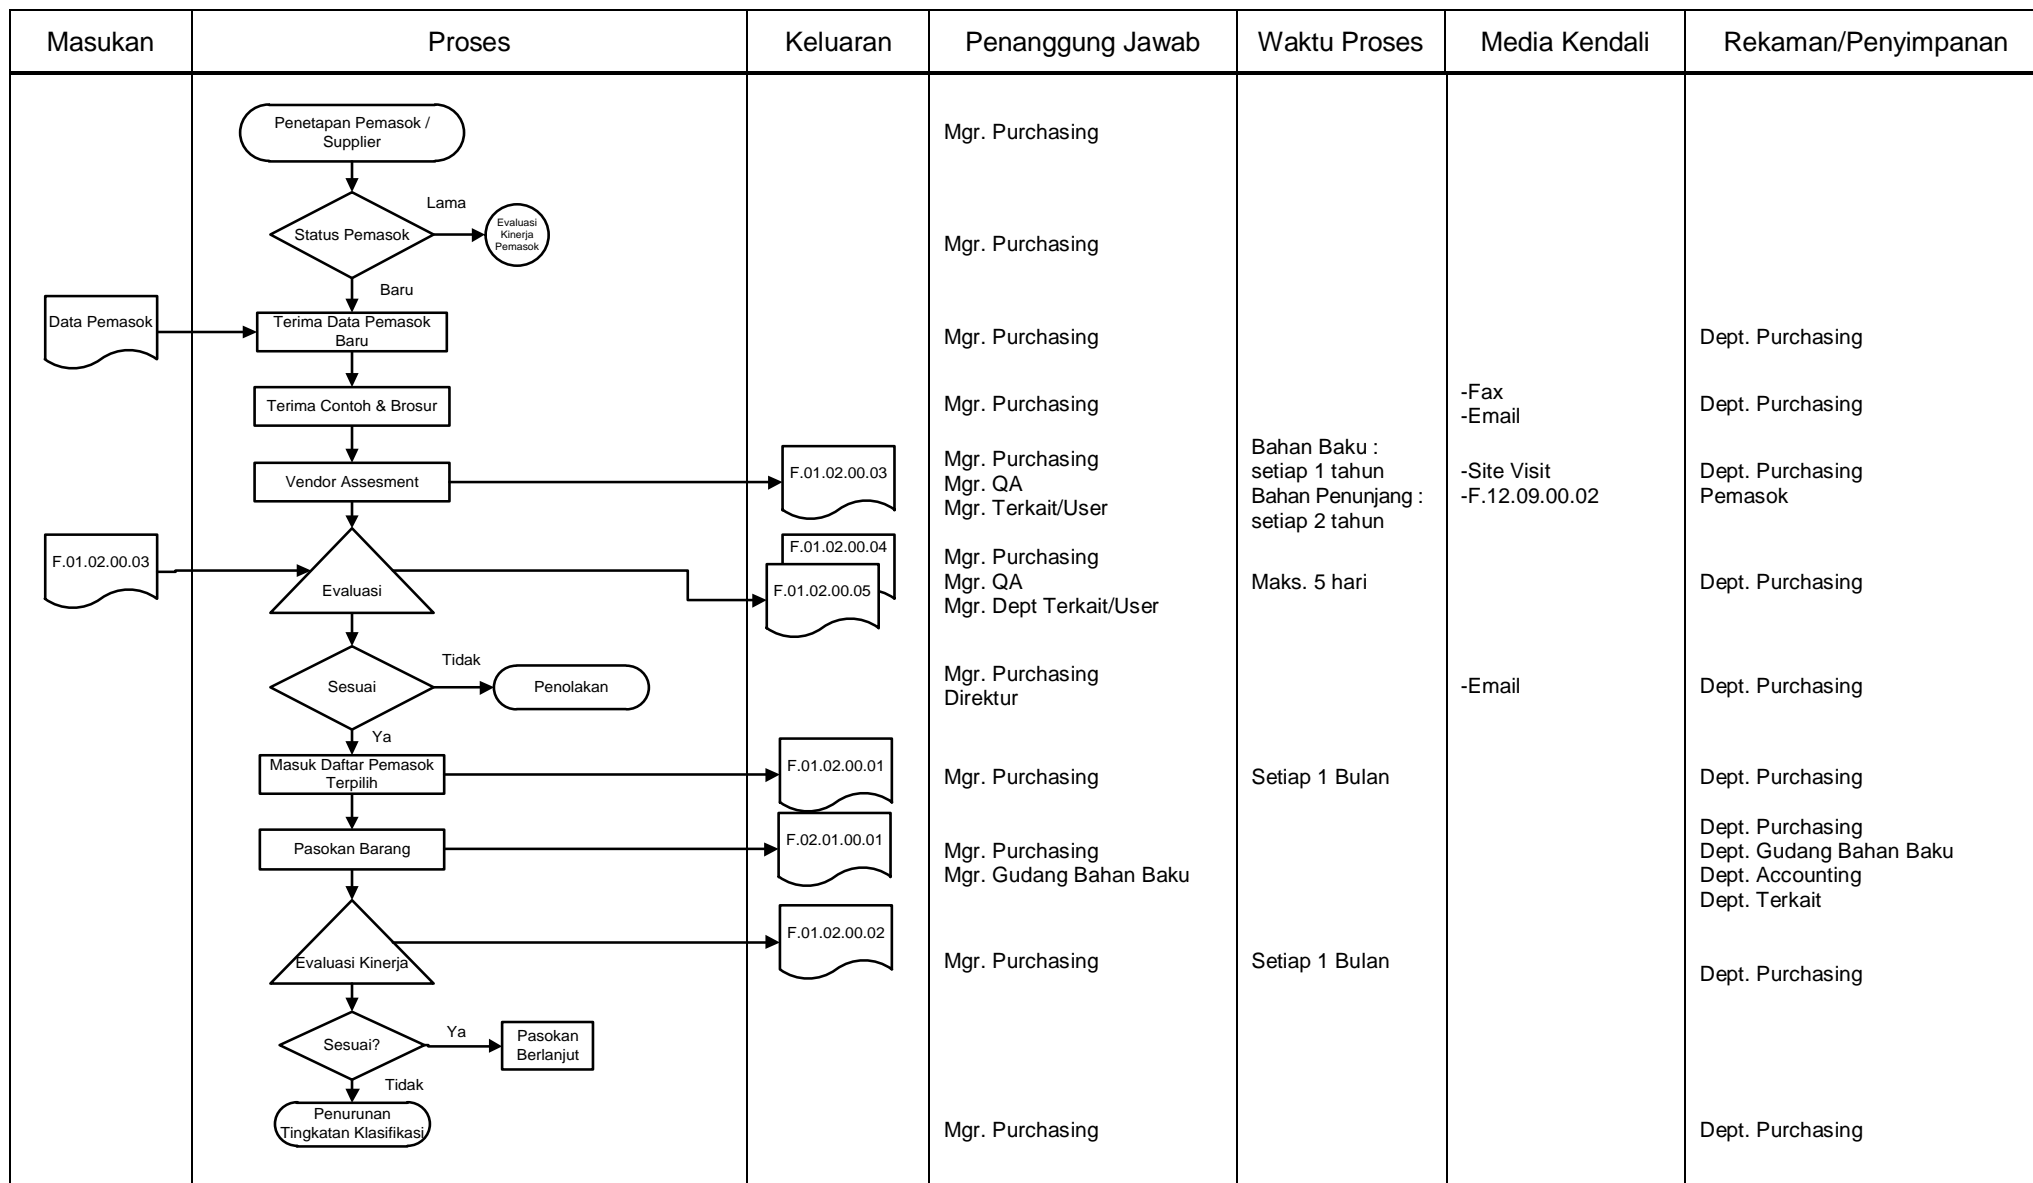 Masukan
Proses
Keluaran
Penanggung Jawab
Waktu Proses
Media Kendali
Rekaman/Penyimpanan
Penetapan Pemasok /
Supplier
Mgr. Purchasing
Status Pemasok
Lama
Evaluasi
Kinerja
Pemasok
Mgr. Purchasing
Baru
Data Pemasok
Terima Data Pemasok
Baru
Mgr. Purchasing
Dept. Purchasing
Terima Contoh & Brosur
Mgr. Purchasing
-Fax
-Email
Dept. Purchasing
Vendor Assesment
F.01.02.00.03
Mgr. Purchasing
Mgr. QA
Mgr. Terkait/User
Bahan Baku :
setiap 1 tahun
Bahan Penunjang :
setiap 2 tahun
-Site Visit
-F.12.09.00.02
Dept. Purchasing
Pemasok
F.01.02.00.03
Evaluasi
F.01.02.00.04
F.01.02.00.05
Mgr. Purchasing
Mgr. QA
Mgr. Dept Terkait/User
Maks. 5 hari
Dept. Purchasing
Sesuai
Tidak
Penolakan
Mgr. Purchasing
Direktur
-Email
Dept. Purchasing
Ya
Masuk Daftar Pemasok
Terpilih
F.01.02.00.01
Mgr. Purchasing
Setiap 1 Bulan
Dept. Purchasing
Pasokan Barang
F.02.01.00.01
Mgr. Purchasing
Mgr. Gudang Bahan Baku
Dept. Purchasing
Dept. Gudang Bahan Baku
Dept. Accounting
Dept. Terkait
Evaluasi Kinerja
F.01.02.00.02
Mgr. Purchasing
Setiap 1 Bulan
Dept. Purchasing
Sesuai?
Ya
Pasokan
Berlanjut
Tidak
Penurunan
Tingkatan Klasifikasi
Mgr. Purchasing
Dept. Purchasing